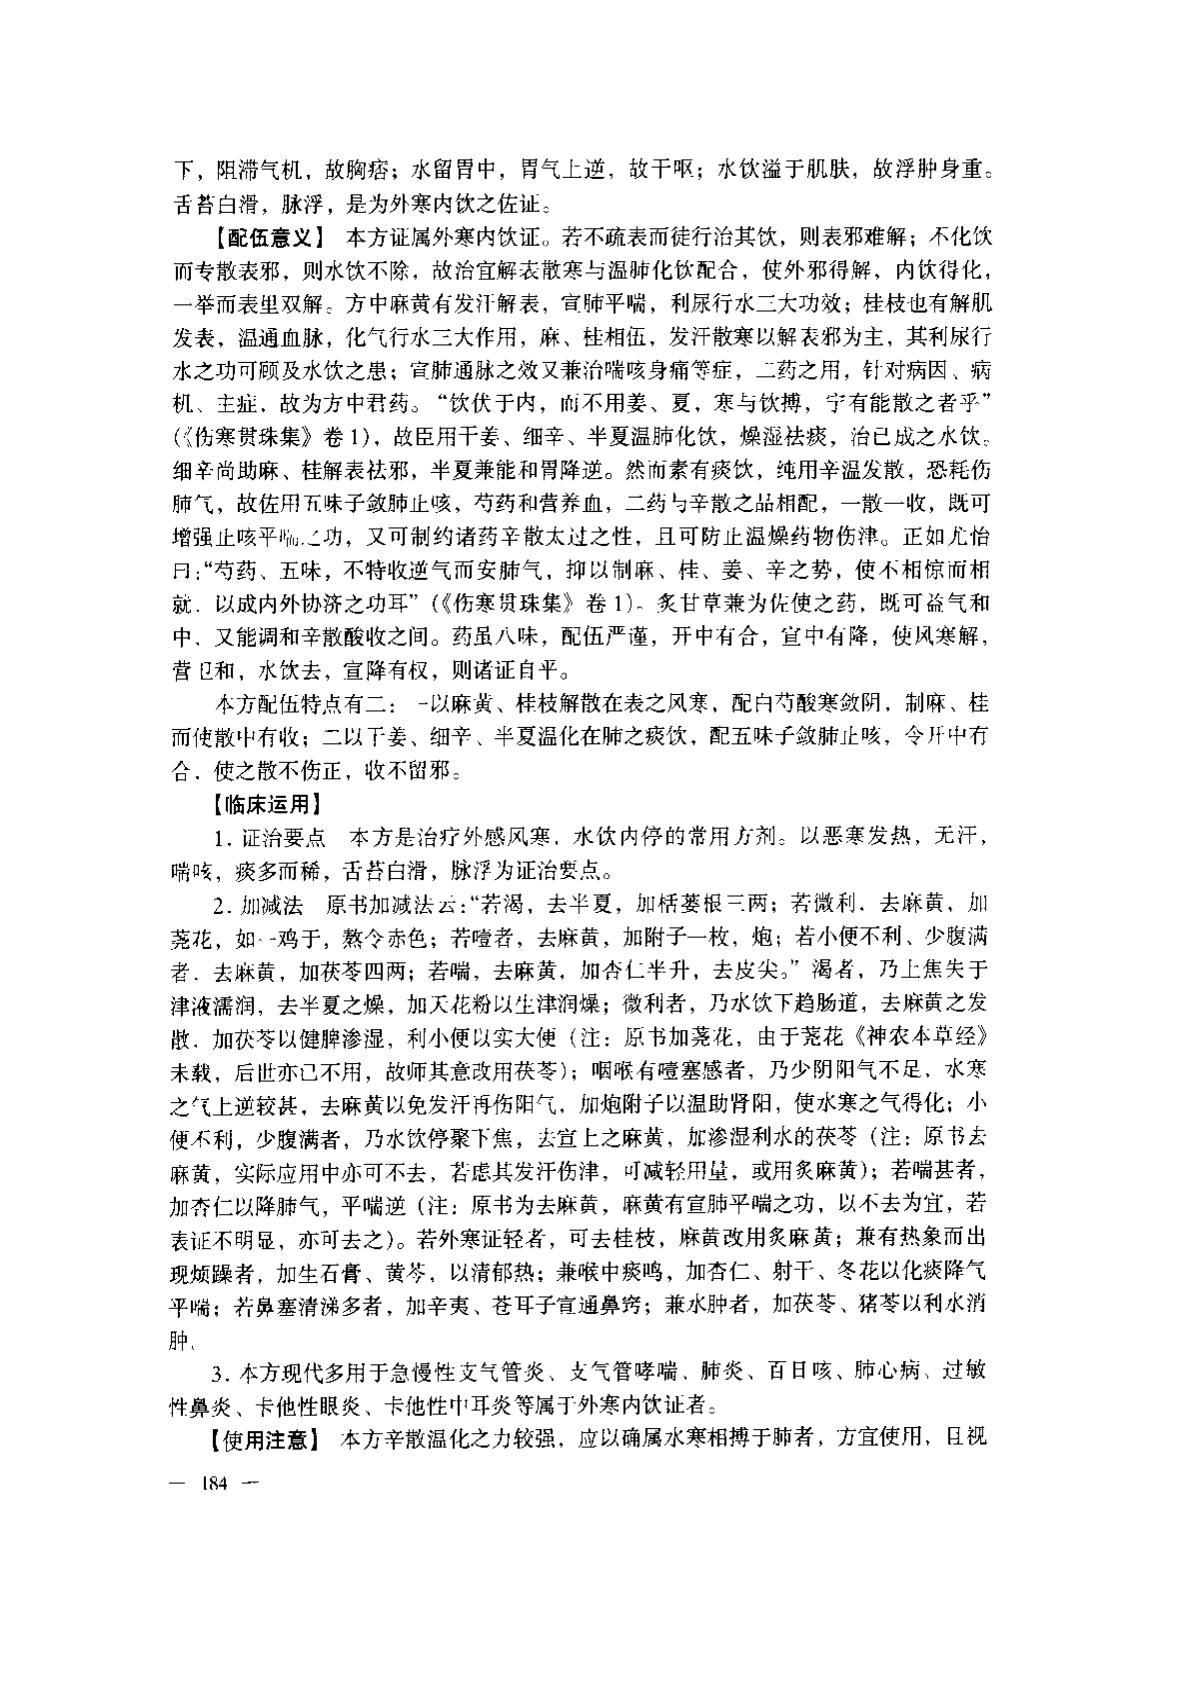 下，阻滞气机，故胸痞；水留胃中，胃气上逆，故干呕；水饮溢于肌肤，故浮肿身重。
舌苔白滑，脉浮，是为外寒内饮之佐证。
【配伍意义】 本方证属外寒内饮证。若不疏表而徒行治其饮，则表邪难解；不化饮
而专散表邪，则水饮不除，故治宜解表散寒与温肺化饮配合，使外邪得解，内饮得化，
一举而表里双解。方中麻黄有发汗解表，宣肺平喘，利尿行水三大功效；桂枝也有解肌
发表，温通血脉，化气行水三大作用，麻、桂相伍，发汗散寒以解表邪为主，其利尿行
水之功可顾及水饮之患；宣肺通脉之效又兼治喘咳身痛等症，二药之用，针对病因、病
机、主症，故为方中君药。“饮伏于内，而不用姜、夏，寒与饮搏，宁有能散之者乎”
(《伤寒贯珠集》卷1)，故臣用干姜、细辛、半夏温肺化饮，燥湿祛痰，治已成之水饮。
细辛尚助麻、桂解表祛邪，半夏兼能和胃降逆。然而素有痰饮，纯用辛温发散，恐耗伤
肺气，故佐用五味子敛肺止咳，芍药和营养血，二药与辛散之品相配，一散一收，既可
增强止咳平喘之功，又可制约诸药辛散太过之性，且可防止温燥药物伤津。正如尤怡
曰:“芍药、五味，不特收逆气而安肺气，抑以制麻、桂、姜、辛之势，使不相惊而相
就，以成内外协济之功耳”(《伤寒贯珠集》卷1)。炙甘草兼为佐使之药，既可益气和
中，又能调和辛散酸收之间。药虽八味，配伍严谨，开中有合，宣中有降，使风寒解，
营卫和，水饮去，宣降有权，则诸证自平。
本方配伍特点有二：一以麻黄、桂枝解散在表之风寒，配白芍酸寒敛阴，制麻、桂
而使散中有收；二以干姜、细辛、半夏温化在肺之痰饮，配五味子敛肺止咳，令开中有
合，使之散不伤正，收不留邪。
【临床运用】
1. 证治要点 本方是治疗外感风寒，水饮内停的常用方剂。以恶寒发热，无汗，
喘咳，痰多而稀，舌苔白滑，脉浮为证治要点。
2. 加减法 原书加减法云:“若渴，去半夏，加栝蒌根三两；若微利，去麻黄，加
荛花，如一鸡子，熬令赤色；若噎者，去麻黄，加附子一枚，炮；若小便不利、少腹满
者，去麻黄，加茯苓四两；若喘，去麻黄，加杏仁半升，去皮尖。”渴者，乃上焦失于
津液濡润，去半夏之燥，加天花粉以生津润燥；微利者，乃水饮下趋肠道，去麻黄之发
散，加茯苓以健脾渗湿，利小便以实大便（注：原书加荛花，由于荛花《神农本草经》
未载，后世亦已不用，故师其意改用茯苓）；咽喉有噎塞感者，乃少阴阳气不足，水寒
之气上逆较甚，去麻黄以免发汗再伤阳气，加炮附子以温助肾阳，使水寒之气得化；小
便不利，少腹满者，乃水饮停聚下焦，去宣上之麻黄，加渗湿利水的茯苓（注：原书去
麻黄，实际应用中亦可不去，若虑其发汗伤津，可减轻用量，或用炙麻黄）；若喘甚者，
加杏仁以降肺气，平喘逆（注：原书为去麻黄，麻黄有宣肺平喘之功，以不去为宜，若
表证不明显，亦可去之）。若外寒证轻者，可去桂枝，麻黄改用炙麻黄；兼有热象而出
现烦躁者，加生石膏、黄芩，以清郁热；兼喉中痰鸣，加杏仁、射干、冬花以化痰降气
平喘；若鼻塞清涕多者，加辛夷、苍耳子宣通鼻窍；兼水肿者，加茯苓、猪苓以利水消
肿。
3. 本方现代多用于急慢性支气管炎、支气管哮喘、肺炎、百日咳、肺心病、过敏
性鼻炎、卡他性眼炎、卡他性中耳炎等属于外寒内饮证者。
【使用注意】 本方辛散温化之力较强，应以确属水寒相搏于肺者，方宜使用，且视
— 184 —